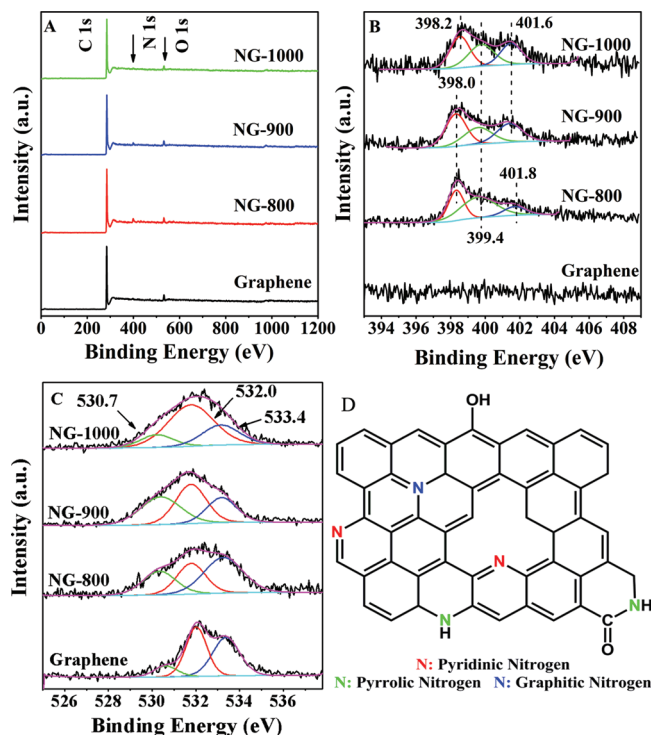 A
C 1s
N 1s
O 1s
NG-1000
NG-900
NG-800
Graphene
Intensity (a.u.)
0 200 400 600 800 1000 1200
Binding Energy (eV)
B
398.2
401.6
NG-1000
398.0
NG-900
401.8
NG-800
399.4
Graphene
Intensity (a.u.)
394 396 398 400 402 404 406 408
Binding Energy (eV)
C
530.7
532.0
533.4
NG-1000
NG-900
NG-800
Graphene
Intensity (a.u.)
526 528 530 532 534 536
Binding Energy (eV)
D
OH
N
N
N
N
H
NH
O
N: Pyridinic Nitrogen
N: Pyrrolic Nitrogen N: Graphitic Nitrogen